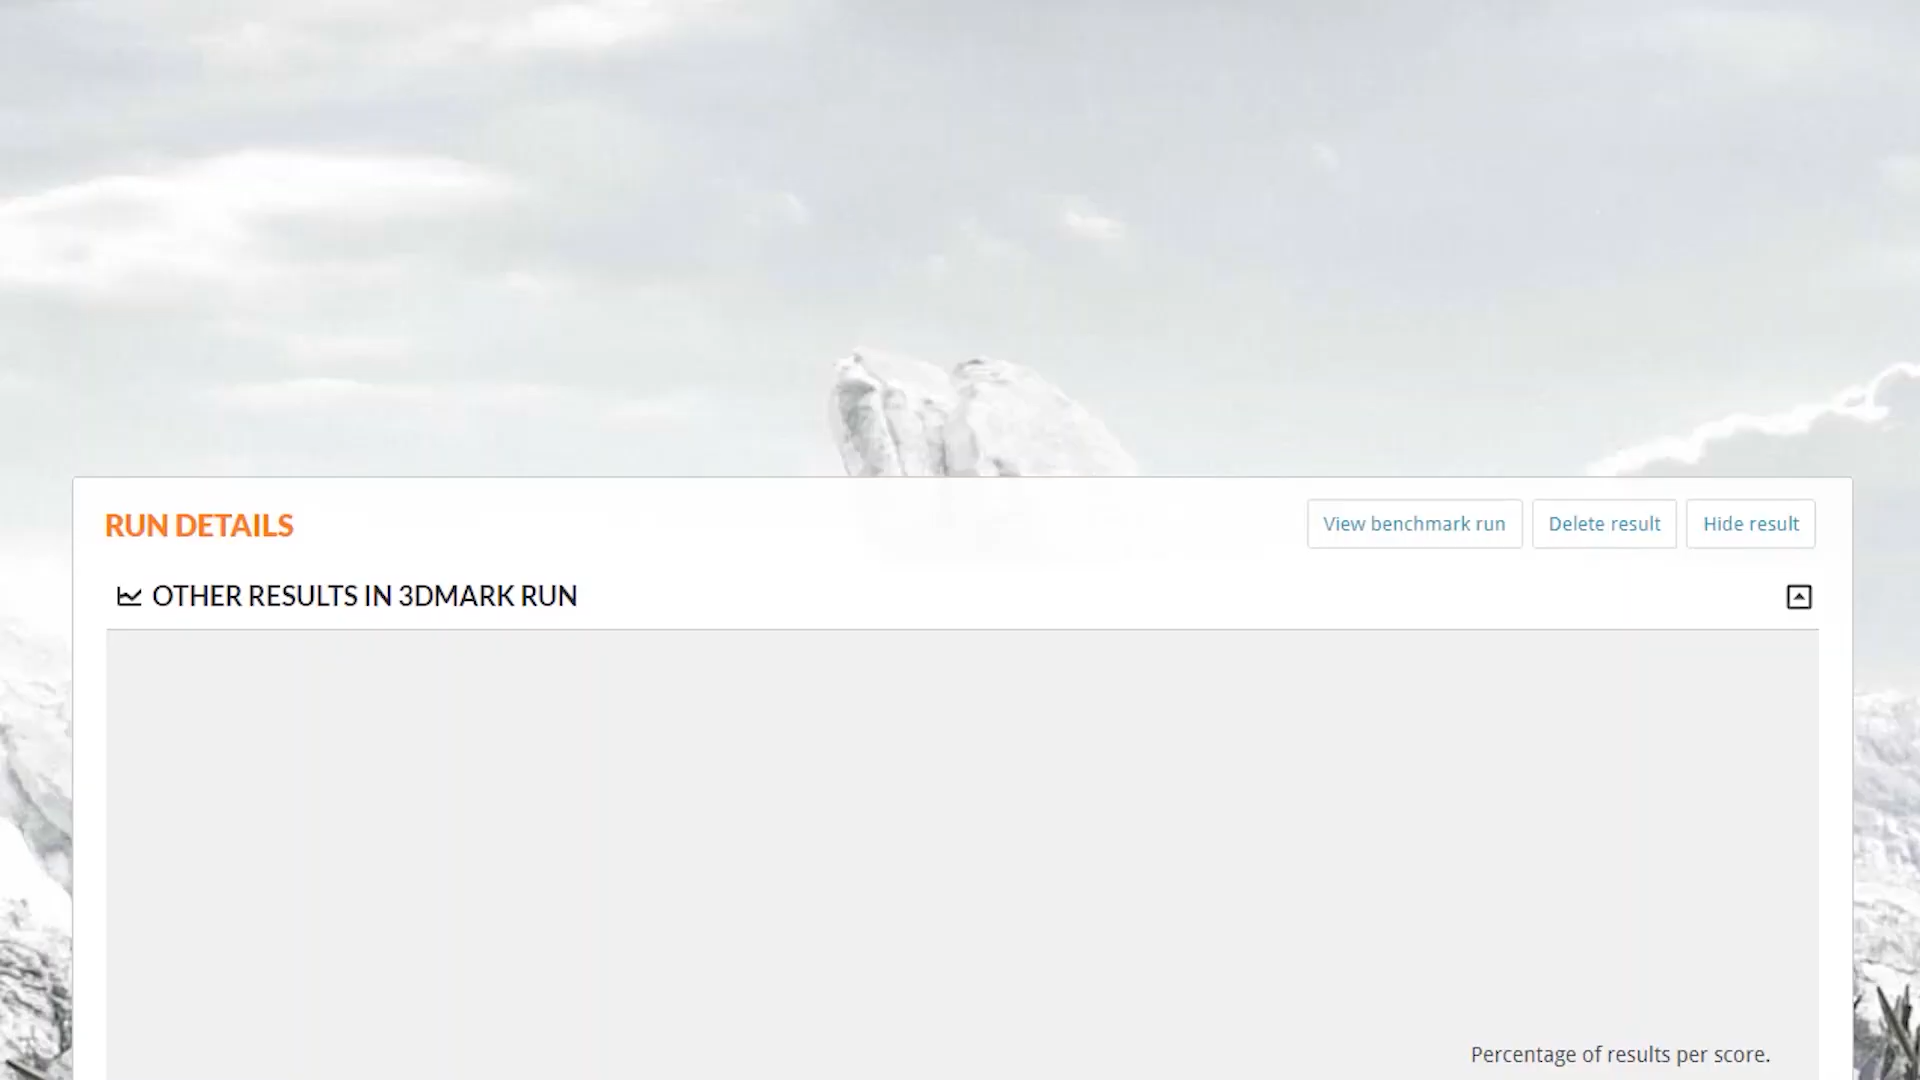 RUN DETAILS
View benchmark run
Delete result
Hide result
OTHER RESULTS IN 3DMARK RUN
Percentage of results per score.